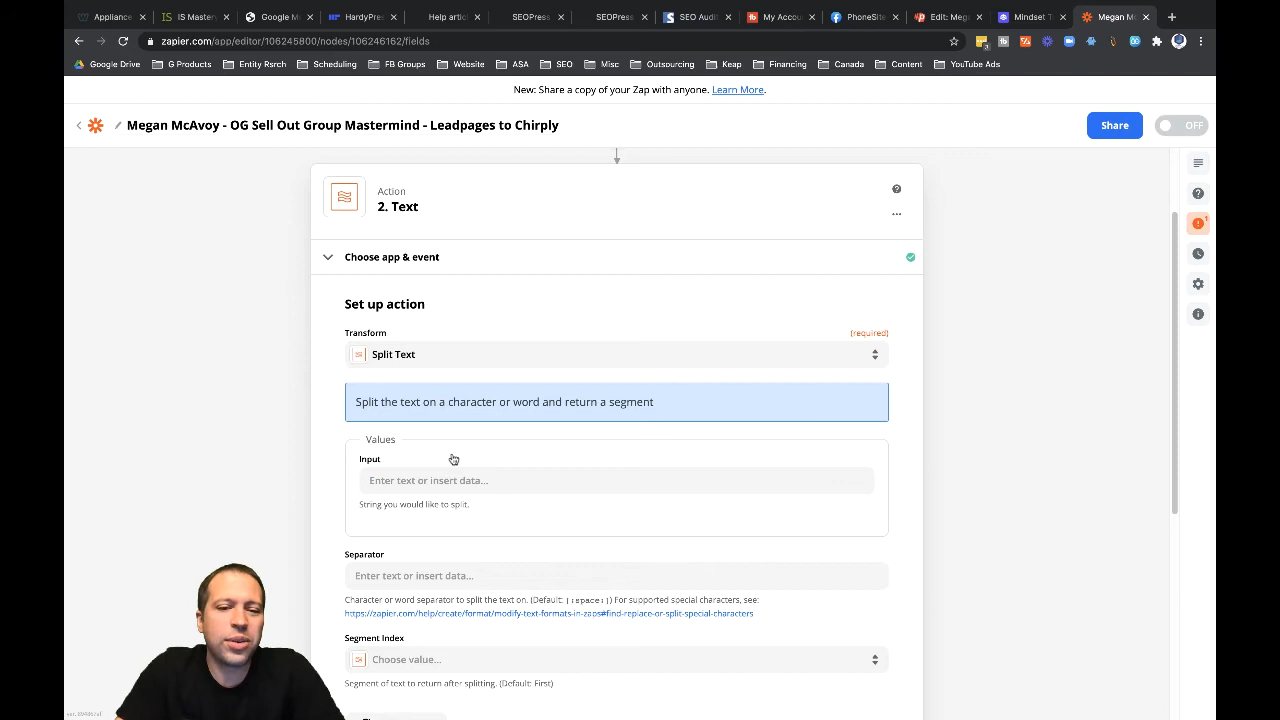 Appliance
IS Master
Google M
HardyPres
Help artic
SEOPress
SEOPress
SEO Audit
My Accou
PhoneSite
Edit: Meg
Mindset T
Megan Mc
zapier.com/app/editor/106245800/nodes/106246162/fields
Google Drive
G Products
Entity Rsrch
Scheduling
FB Groups
Website
ASA
SEO
Misc
Outsourcing
Keap
Financing
Canada
Content
YouTube Ads
New: Share a copy of your Zap with anyone. Learn More.
Megan McAvoy - OG Sell Out Group Mastermind - Leadpages to Chirply
Share
OFF
Action
2. Text
Choose app & event
Set up action
Transform
(required)
Split Text
Split the text on a character or word and return a segment
Values
Input
Enter text or insert data...
String you would like to split.
Separator
Enter text or insert data...
Character or word separator to split the text on. (Default: [:space:]) For supported special characters, see:
https://zapier.com/help/create/format/modify-text-formats-in-zaps#find-replace-or-split-special-characters
Segment Index
Choose value...
Segment of text to return after splitting. (Default: First)